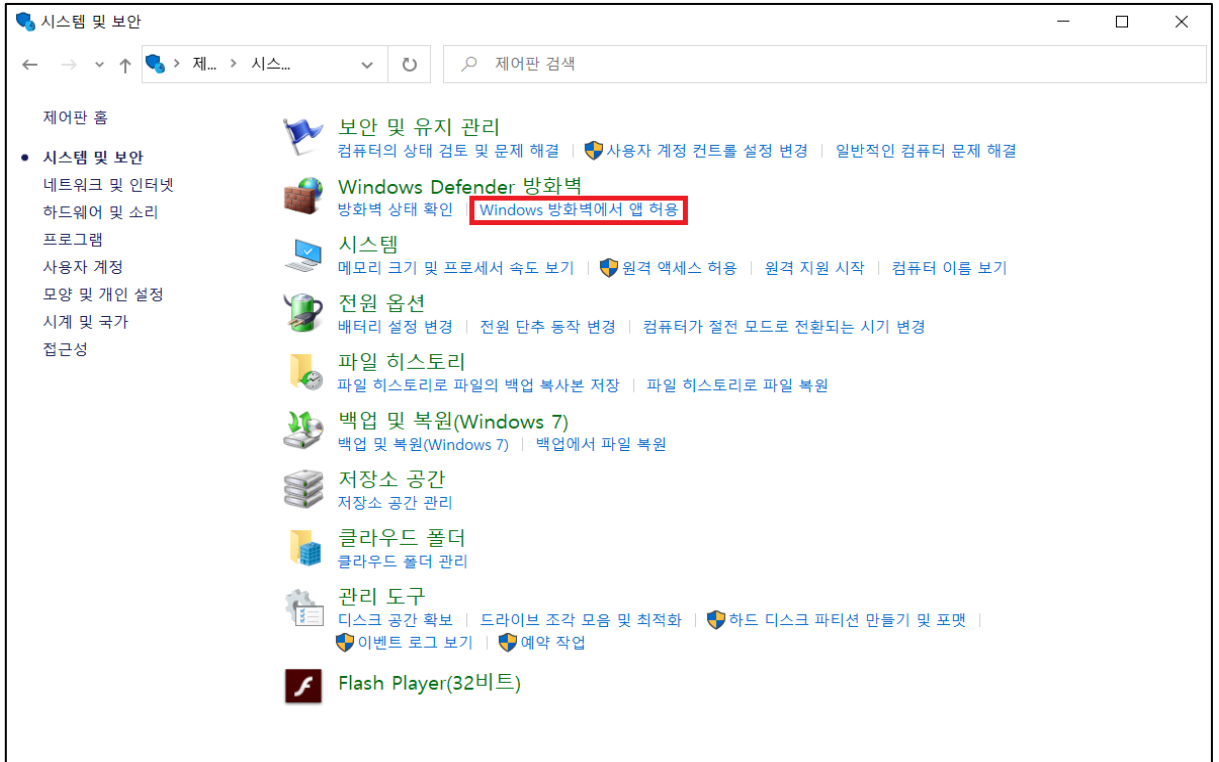 시스템 및 보안
제... 시스...
제어판 검색
제어판 홈
시스템 및 보안
네트워크 및 인터넷
하드웨어 및 소리
프로그램
사용자 계정
모양 및 개인 설정
시계 및 국가
접근성
보안 및 유지 관리
컴퓨터의 상태 검토 및 문제 해결 사용자 계정 컨트롤 설정 변경 일반적인 컴퓨터 문제 해결
Windows Defender 방화벽
방화벽 상태 확인 Windows 방화벽에서 앱 허용
시스템
메모리 크기 및 프로세서 속도 보기 원격 액세스 허용 원격 지원 시작 컴퓨터 이름 보기
전원 옵션
배터리 설정 변경 전원 단추 동작 변경 컴퓨터가 절전 모드로 전환되는 시기 변경
파일 히스토리
파일 히스토리로 파일의 백업 복사본 저장 파일 히스토리로 파일 복원
백업 및 복원(Windows 7)
백업 및 복원(Windows 7) 백업에서 파일 복원
저장소 공간
저장소 공간 관리
클라우드 폴더
클라우드 폴더 관리
관리 도구
디스크 공간 확보 드라이브 조각 모음 및 최적화 하드 디스크 파티션 만들기 및 포맷
이벤트 로그 보기 예약 작업
Flash Player(32비트)